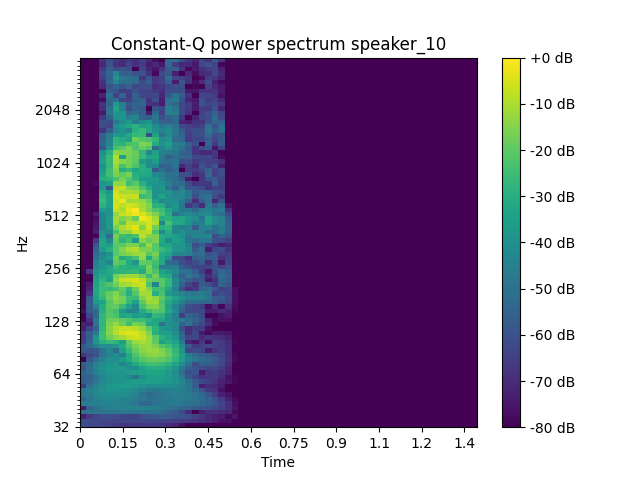 Constant-Q power spectrum speaker_10
Hz
2048
1024
512
256
128
64
32
0 0.15 0.3 0.45 0.6 0.75 0.9 1.1 1.2 1.4
Time
+0 dB
-10 dB
-20 dB
-30 dB
-40 dB
-50 dB
-60 dB
-70 dB
-80 dB